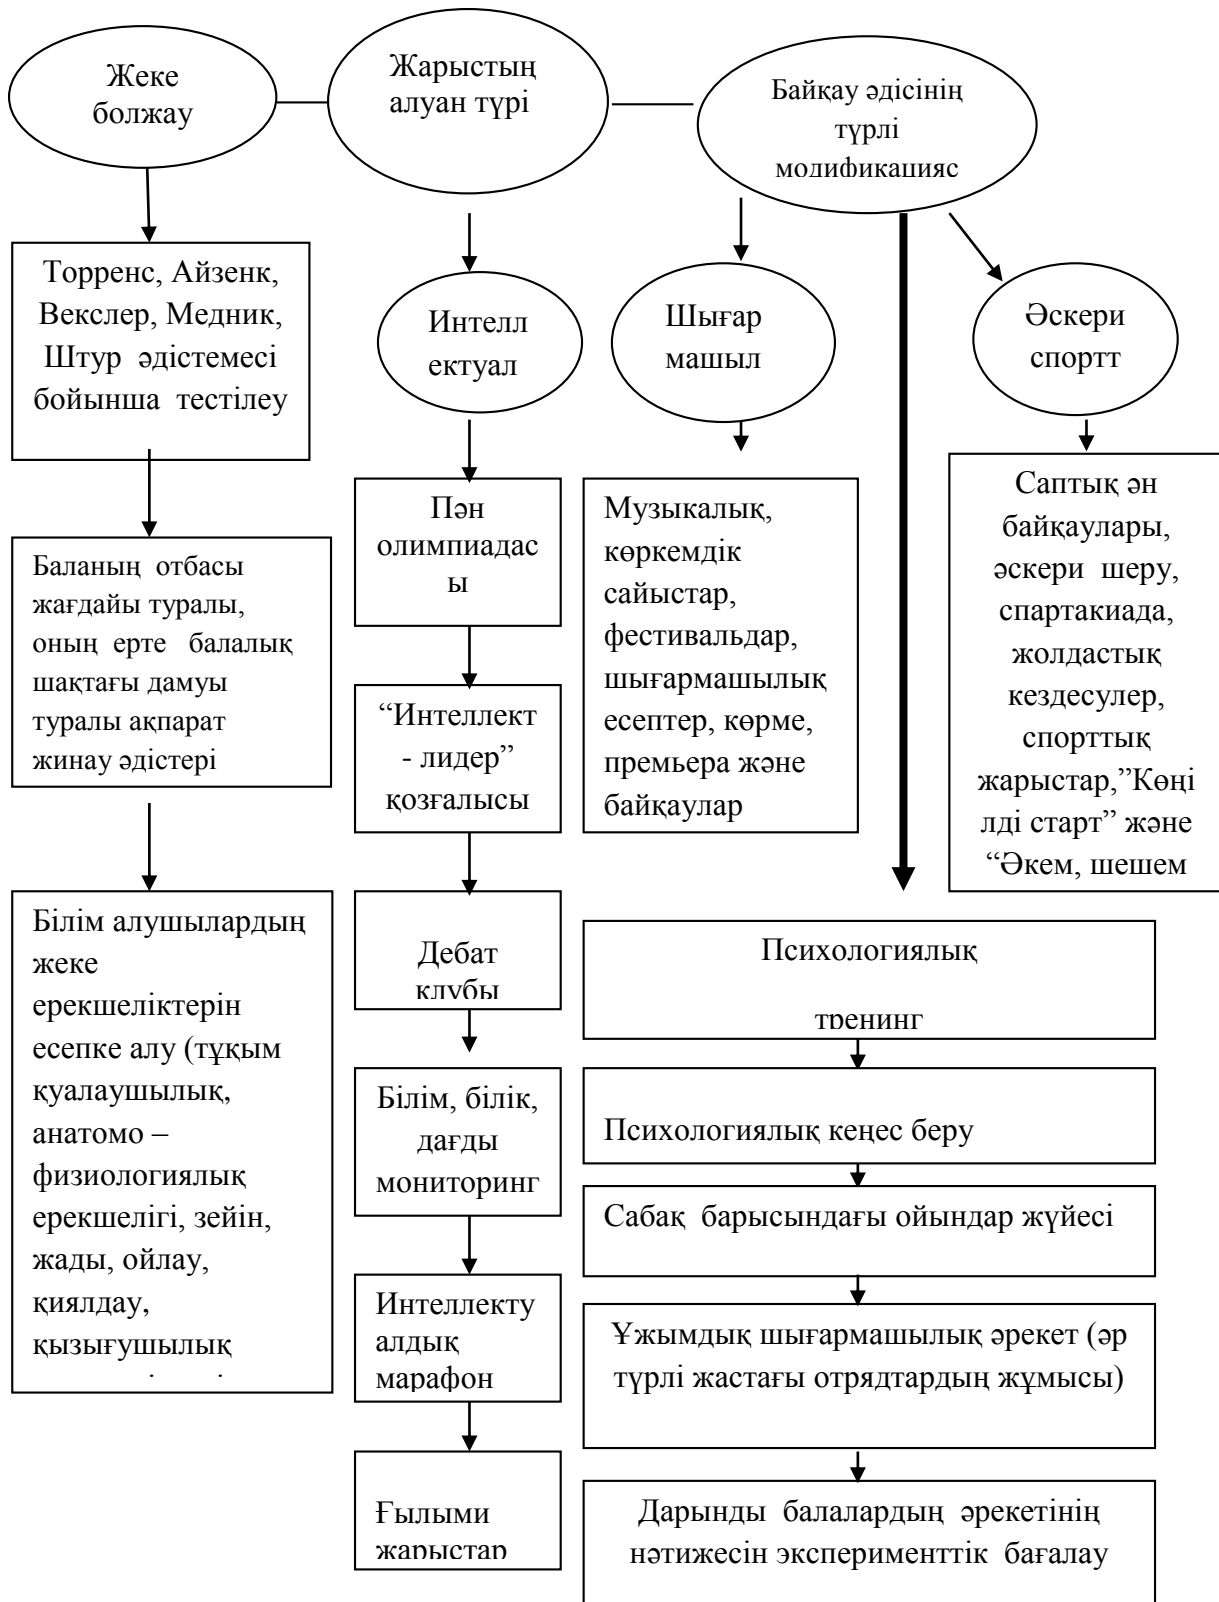 Жеке
болжау
Жарыстың
алуан түрі
Байқау әдісінің
түрлі
модификацияс
Торренс, Айзенк,
Векслер, Медник,
Штур әдістемесі
бойынша тестілеу
Интелл
ектуал
Шығар
машыл
Әскери
спортт
Баланың отбасы
жағдайы туралы,
оның ерте балалық
шақтағы дамуы
туралы ақпарат
жинау әдістері
Пән
олимпиадас
ы
Музыкалық,
көркемдік
сайыстар,
фестивальдар,
шығармашылық
есептер, көрме,
премьера және
байқаулар
Саптық ән
байқаулары,
әскери шеру,
спартакиада,
жолдастық
кездесулер,
спорттық
жарыстар,”Көңі
лді старт” және
“Әкем, шешем
“Интеллект
- лидер”
қозғалысы
Білім алушылардың
жеке
ерекшеліктерін
есепке алу (тұқым
қуалаушылық,
анатомо –
физиологиялық
ерекшелігі, зейін,
жады, ойлау,
қиялдау,
қызығушылық
Дебат
клубы
Білім, білік,
дағды
мониторинг
Интеллекту
алдық
марафон
Ғылыми
жарыстар
Психологиялық
тренинг
Психологиялық кеңес беру
Сабақ барысындағы ойындар жүйесі
Ұжымдық шығармашылық әрекет (әр
түрлі жастағы отрядтардың жұмысы)
Дарынды балалардың әрекетінің
нәтижесін эксперименттік бағалау